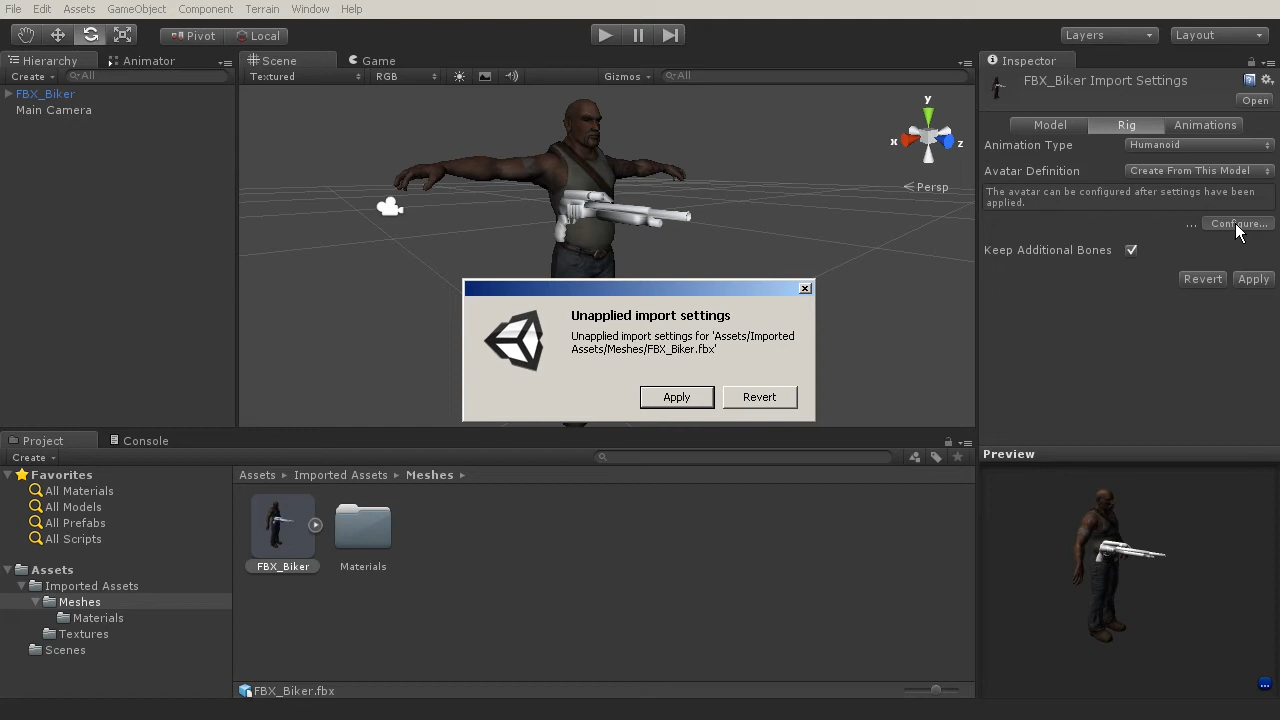 File Edit Assets GameObject Component Terrain Window Help
Pivot Local Layers Layout
Hierarchy Animator
Create All
FBX_Biker
Main Camera
Scene Game
Textured RGB Gizmos All
y
x z
Persp
Inspector
FBX_Biker Import Settings
Open
Model Rig Animations
Animation Type Humanoid
Avatar Definition Create From This Model
The avatar can be configured after settings have been
applied.
... Configure...
Keep Additional Bones
Revert Apply
Unapplied import settings
Unapplied import settings for 'Assets/Imported
Assets/Meshes/FBX_Biker.fbx'
Apply Revert
Project Console
Create
Favorites
All Materials
All Models
All Prefabs
All Scripts
Assets
Imported Assets
Meshes
Materials
Textures
Scenes
Assets Imported Assets Meshes
FBX_Biker Materials
FBX_Biker.fbx
Preview